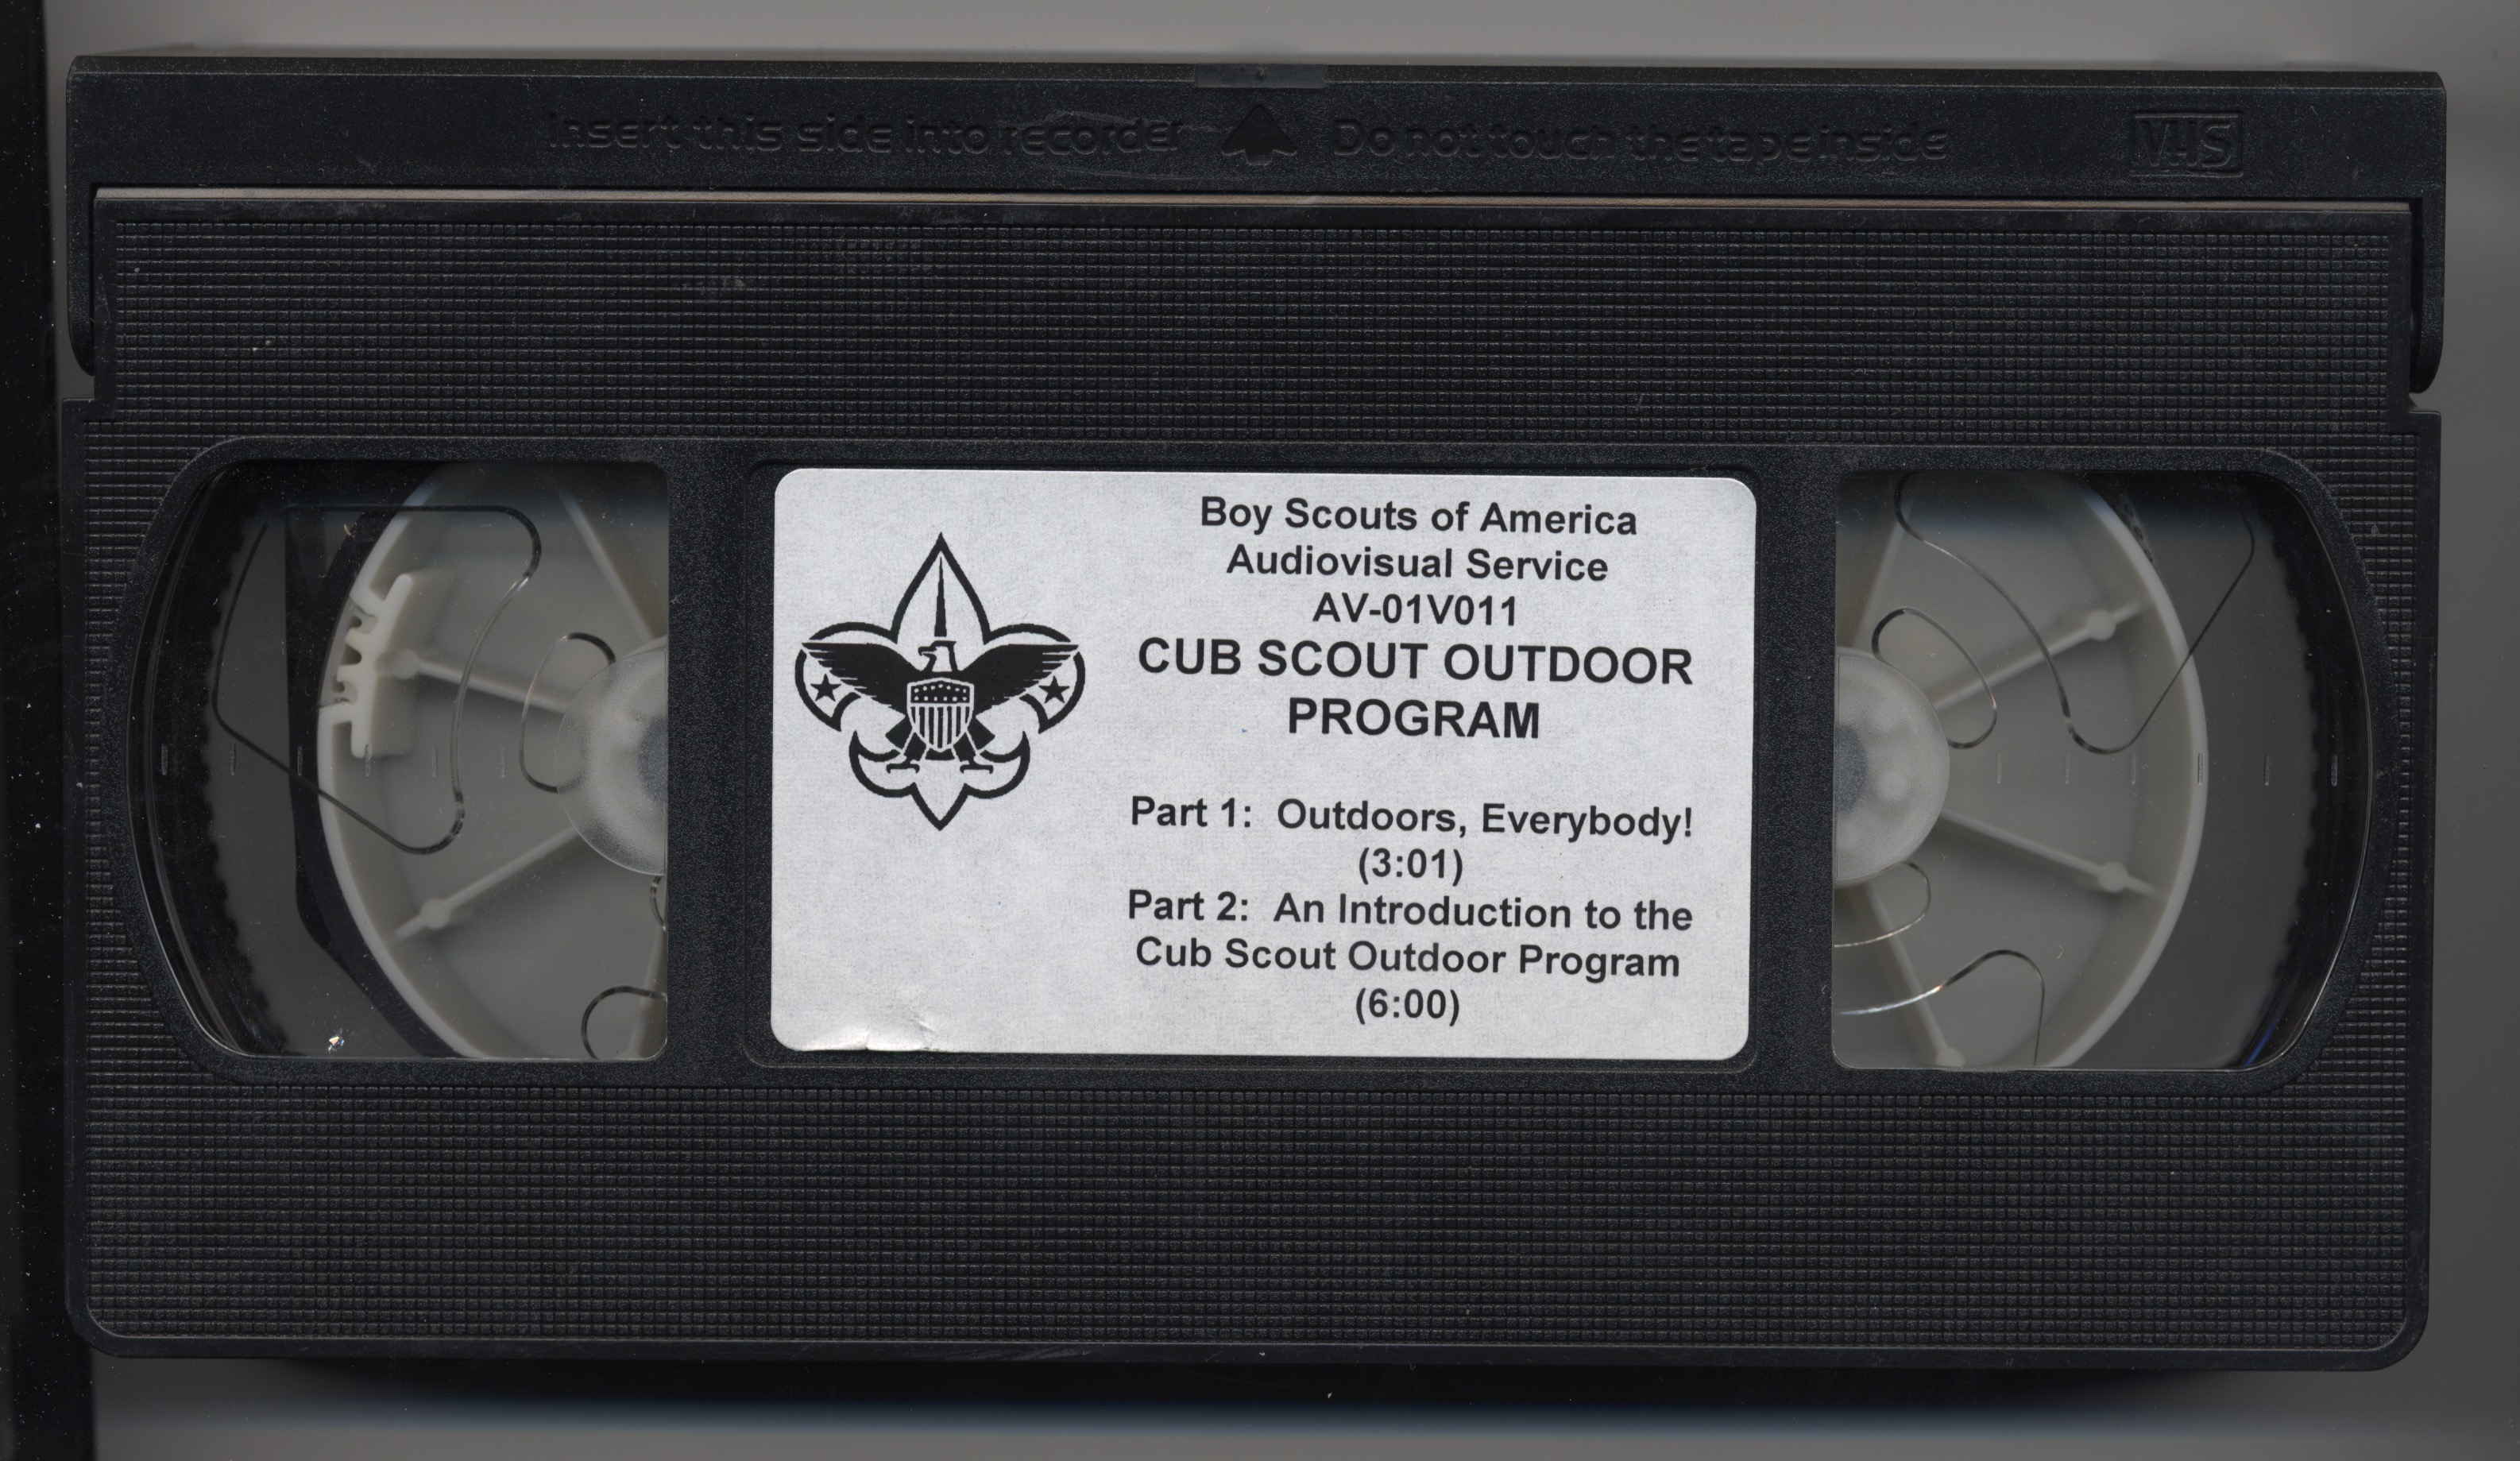 Insert this side into recorder Do not touch the tape inside VHS
Boy Scouts of America
Audiovisual Service
AV-01V011
CUB SCOUT OUTDOOR
PROGRAM
Part 1: Outdoors, Everybody!
(3:01)
Part 2: An Introduction to the
Cub Scout Outdoor Program
(6:00)